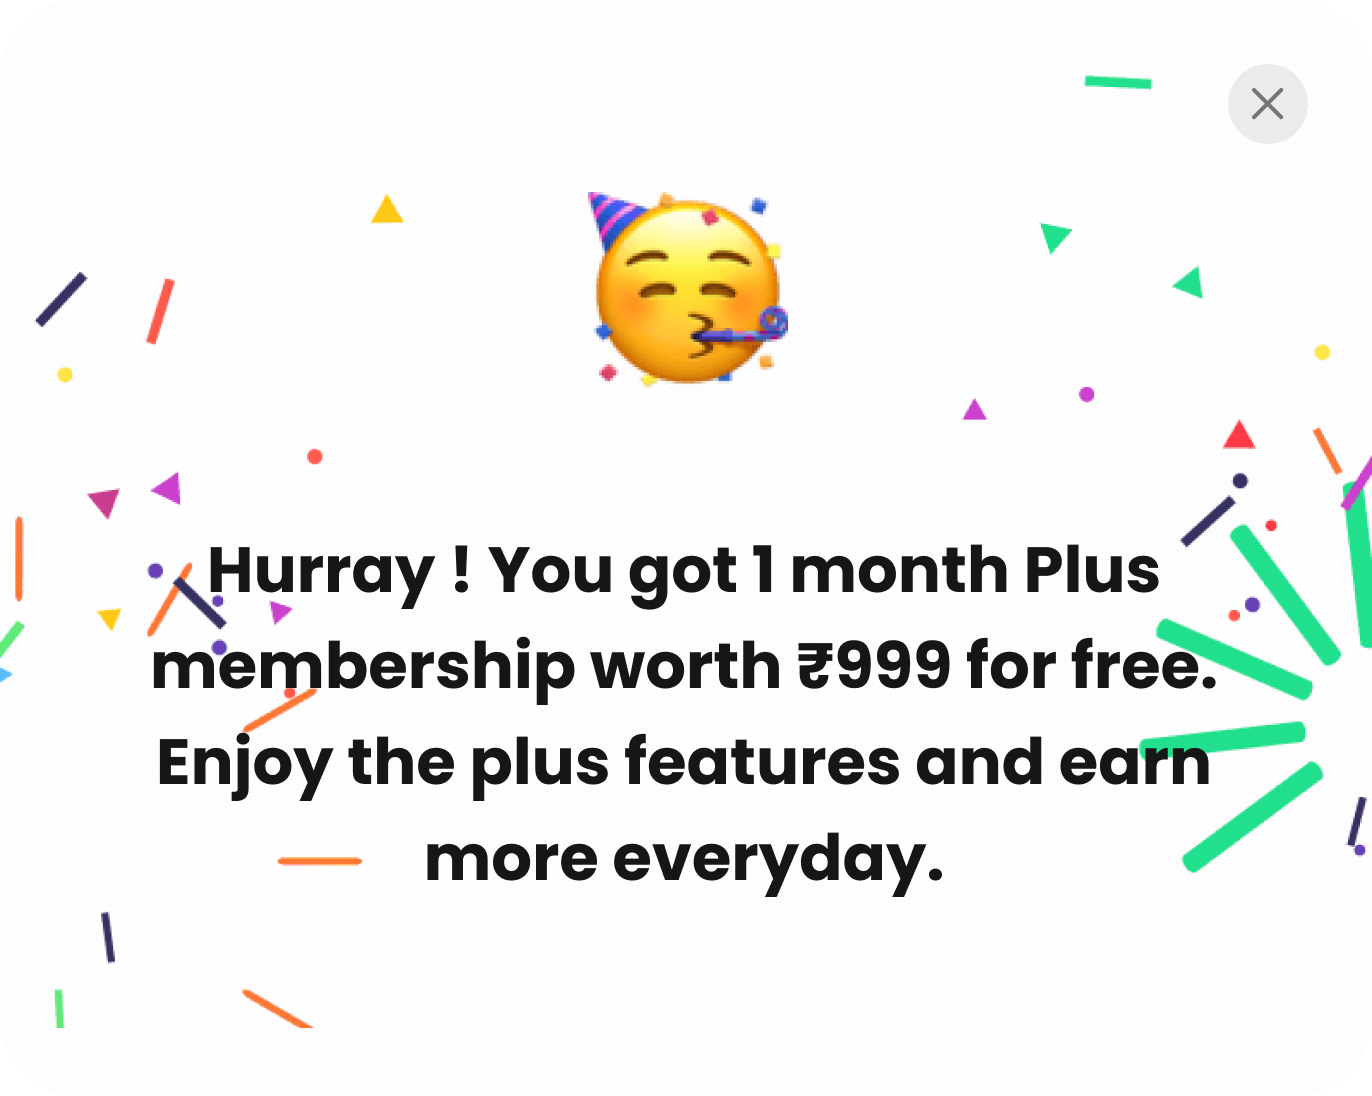 Hurray ! You got 1 month Plus
membership worth ₹999 for free.
Enjoy the plus features and earn
more everyday.